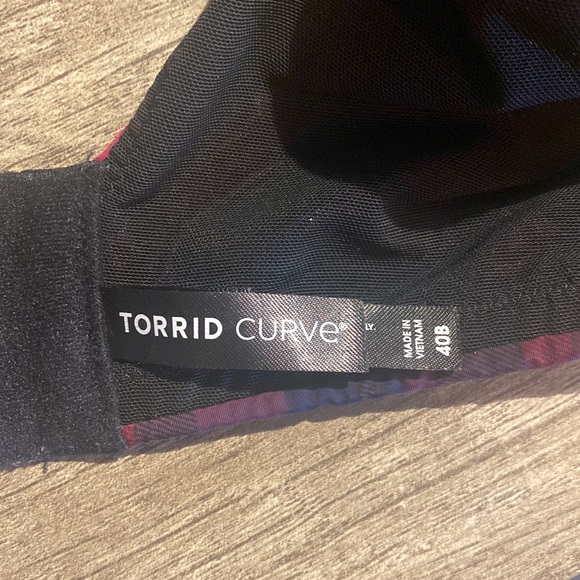 TORRID CURVE®
LY.
MADE IN
VIETNAM
40B